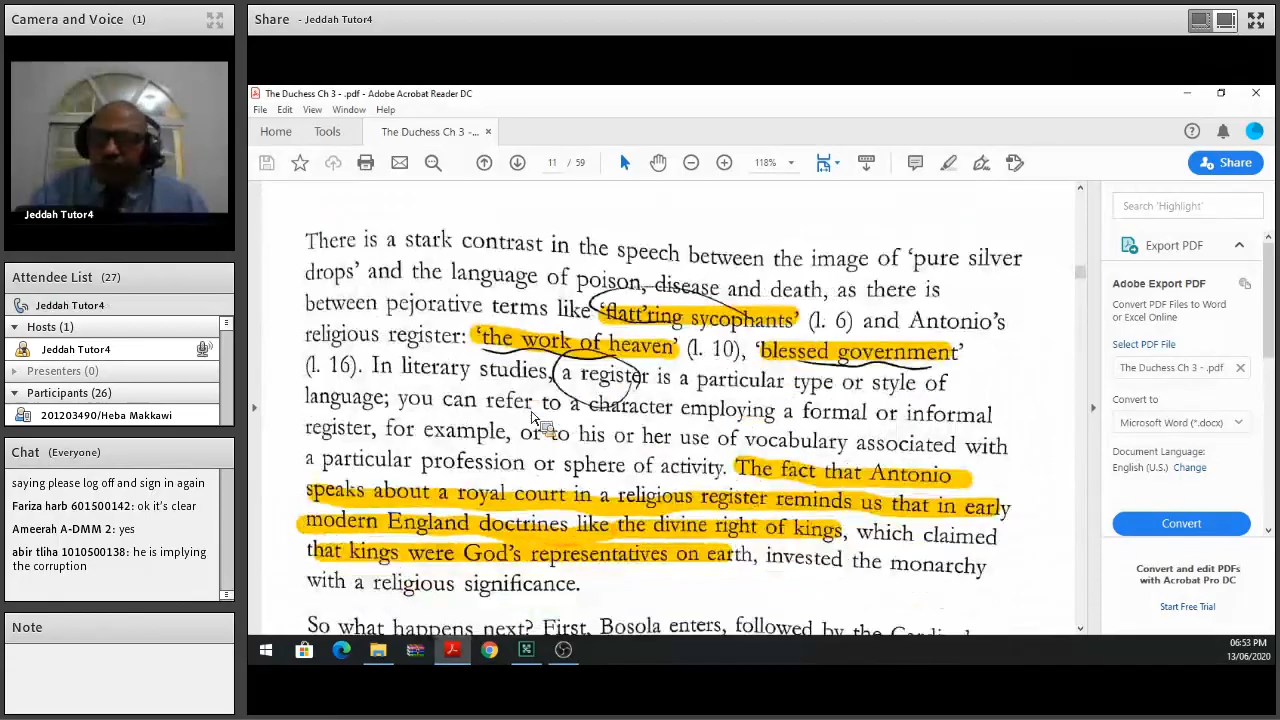 Camera and Voice (1)
Share - Jeddah Tutor4
Jeddah Tutor4
Attendee List (27)
Jeddah Tutor4
Hosts (1)
Jeddah Tutor4
Presenters (0)
Participants (26)
201203490/Heba Makkawi
Chat (Everyone)
saying please log off and sign in again
Fariza harb 601500142: ok it's clear
Ameerah A-DMM 2: yes
abir tliha 1010500138: he is implying
the corruption
Note
The Duchess Ch 3 - .pdf - Adobe Acrobat Reader DC
File Edit View Window Help
Home Tools The Duchess Ch 3 -... ×
11 / 59 118% Share
There is a stark contrast in the speech between the image of 'pure silver
drops' and the language of poison, disease and death, as there is
between pejorative terms like 'flatt'ring sycophants' (l. 6) and Antonio's
religious register: 'the work of heaven' (l. 10), 'blessed government'
(l. 16). In literary studies, a register is a particular type or style of
language; you can refer to a character employing a formal or informal
register, for example, or to his or her use of vocabulary associated with
a particular profession or sphere of activity. The fact that Antonio
speaks about a royal court in a religious register reminds us that in early
modern England doctrines like the divine right of kings, which claimed
that kings were God's representatives on earth, invested the monarchy
with a religious significance.
So what happens next? First, Bosola enters, followed by the Cardinal
Search 'Highlight'
Export PDF
Adobe Export PDF
Convert PDF Files to Word
or Excel Online
Select PDF File
The Duchess Ch 3 - .pdf
Convert to
Microsoft Word (*.docx)
Document Language:
English (U.S.) Change
Convert
Convert and edit PDFs
with Acrobat Pro DC
Start Free Trial
06:53 PM
13/06/2020